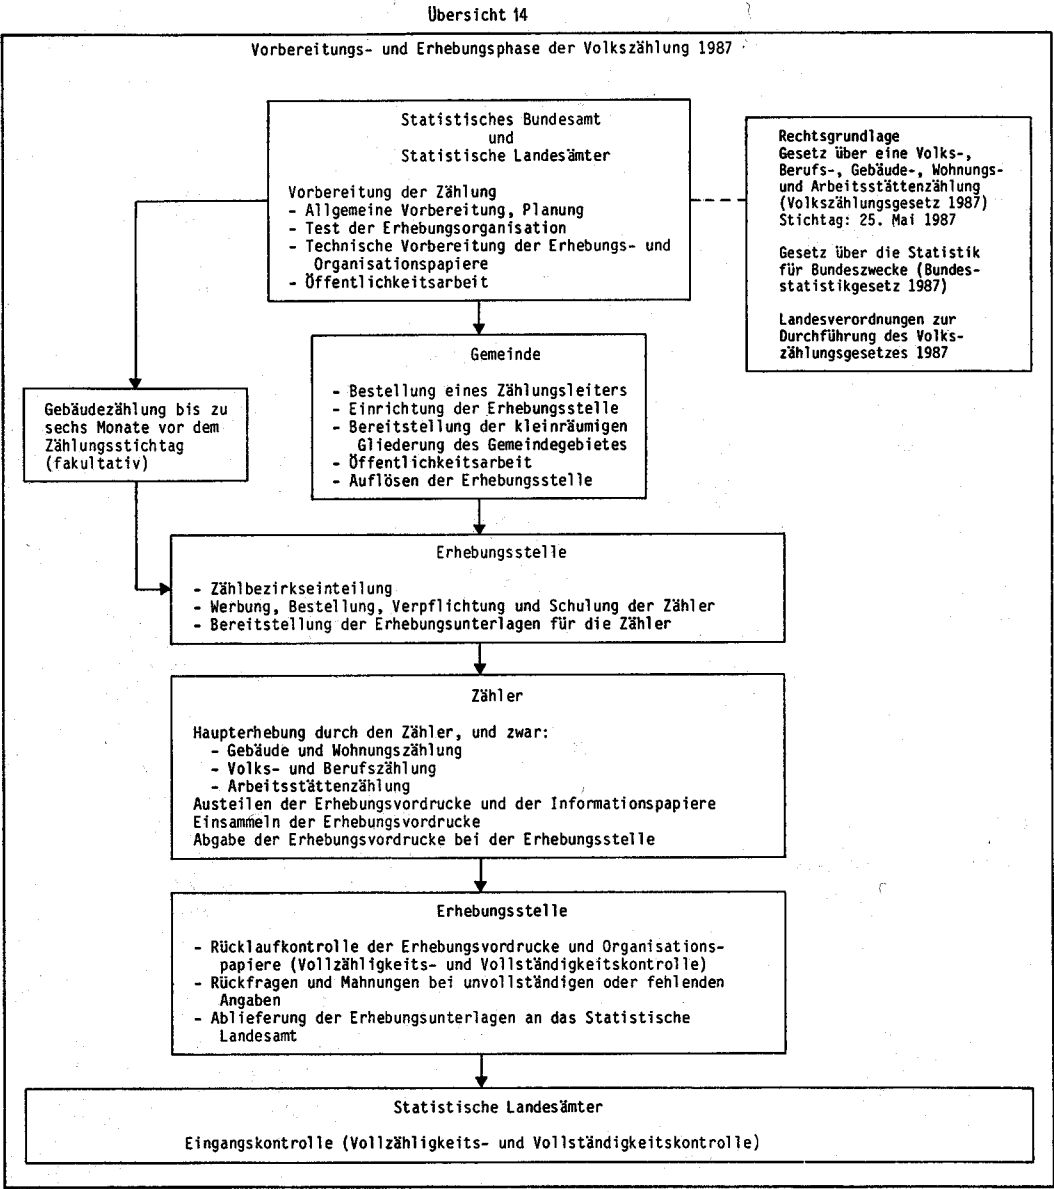 Übersicht 14
Vorbereitungs- und Erhebungsphase der Volkszählung 1987
Statistisches Bundesamt
und
Statistische Landesämter
Vorbereitung der Zählung
- Allgemeine Vorbereitung, Planung
- Test der Erhebungsorganisation
- Technische Vorbereitung der Erhebungs- und
Organisationspapiere
- Öffentlichkeitsarbeit
Rechtsgrundlage
Gesetz über eine Volks-,
Berufs-, Gebäude-, Wohnungs-
und Arbeitsstättenzählung
(Volkszählungsgesetz 1987)
Stichtag: 25. Mai 1987
Gesetz über die Statistik
für Bundeszwecke (Bundes-
statistikgesetz 1987)
Landesverordnungen zur
Durchführung des Volks-
zählungsgesetzes 1987
Gemeinde
- Bestellung eines Zählungsleiters
- Einrichtung der Erhebungsstelle
- Bereitstellung der kleinräumigen
Gliederung des Gemeindegebietes
- Öffentlichkeitsarbeit
- Auflösen der Erhebungsstelle
Gebäudezählung bis zu
sechs Monate vor dem
Zählungsstichtag
(fakultativ)
Erhebungsstelle
- Zählbezirkseinteilung
- Werbung, Bestellung, Verpflichtung und Schulung der Zähler
- Bereitstellung der Erhebungsunterlagen für die Zähler
Zähler
Haupterhebung durch den Zähler, und zwar:
- Gebäude und Wohnungszählung
- Volks- und Berufszählung
- Arbeitsstättenzählung
Austeilen der Erhebungsvordrucke und der Informationspapiere
Einsammeln der Erhebungsvordrucke
Abgabe der Erhebungsvordrucke bei der Erhebungsstelle
Erhebungsstelle
- Rücklaufkontrolle der Erhebungsvordrucke und Organisations-
papiere (Vollzähligkeits- und Vollständigkeitskontrolle)
- Rückfragen und Mahnungen bei unvollständigen oder fehlenden
Angaben
- Ablieferung der Erhebungsunterlagen an das Statistische
Landesamt
Statistische Landesämter
Eingangskontrolle (Vollzähligkeits- und Vollständigkeitskontrolle)